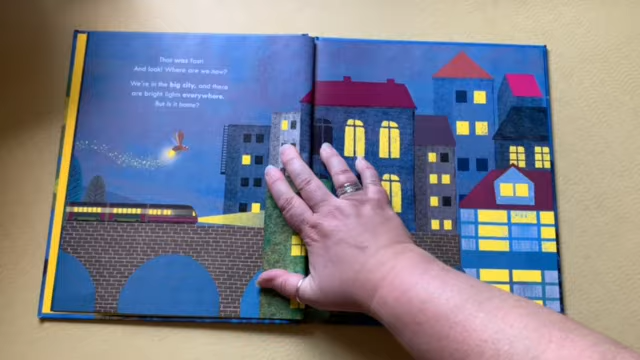 That was fast!
And look! Where are we now?
We're in the big city, and there
are bright lights everywhere.
But is it home?